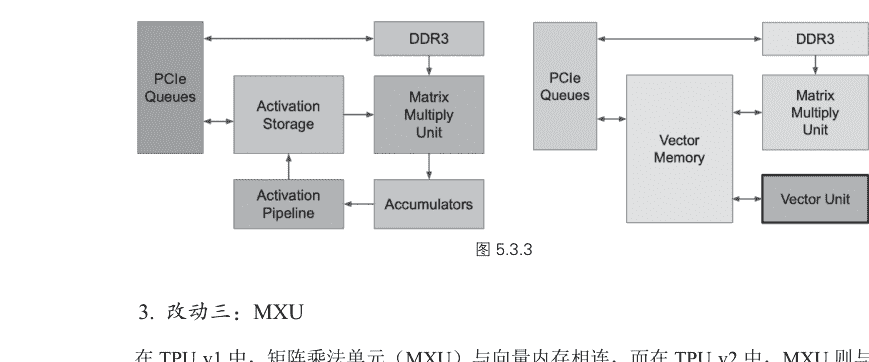 PCIe
Queues
DDR3
Activation
Storage
Matrix
Multiply
Unit
Activation
Pipeline
Accumulators
PCIe
Queues
DDR3
Vector
Memory
Matrix
Multiply
Unit
Vector Unit
图 5.3.3
3. 改动三：MXU
在 TPU v1 中，矩阵乘法单元（MXU）与向量内存相连，而在 TPU v2 中，MXU 则与